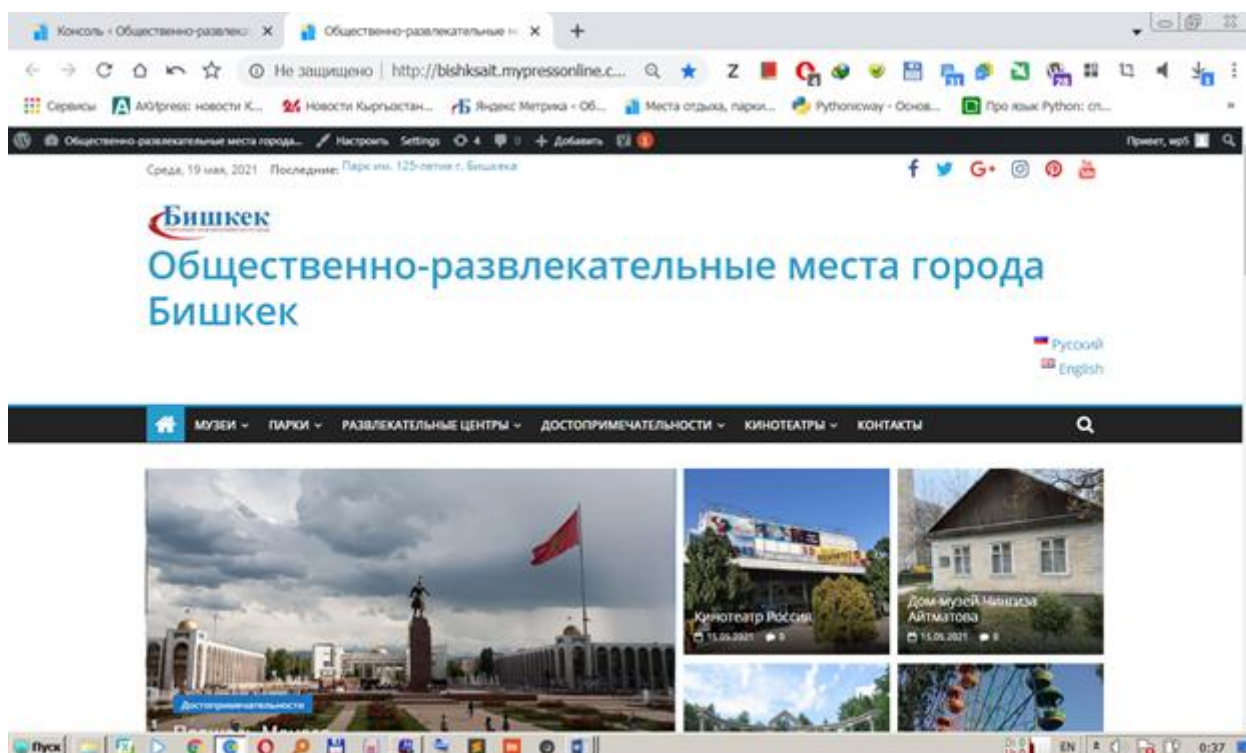 Консоль ‹ Общественно-развлек
Общественно-развлекательные
Не защищено | http://bishksait.mypressonline.c...
Сервисы
АКИpress: новости К...
Новости Кыргызстан...
Яндекс Метрика - Об...
Места отдыха, парки...
Pythonicway - Основ...
Про язык Python: сп...
Общественно-развлекательные места города...
Настроить
Settings
4
0
Добавить
1
Привет, wp5
Среда, 19 мая, 2021
Последние: Парк им. 125-летие г. Бишкека
Бишкек
Общественно-развлекательные места города
Бишкек
Русский
English
МУЗЕИ ПАРКИ РАЗВЛЕКАТЕЛЬНЫЕ ЦЕНТРЫ ДОСТОПРИМЕЧАТЕЛЬНОСТИ КИНОТЕАТРЫ КОНТАКТЫ
Кинотеатр Россия
15.05.2021 0
Дом-музей Чингиза
Айтматова
15.05.2021 0
Достопримечательности
Пуск
EN
0:37